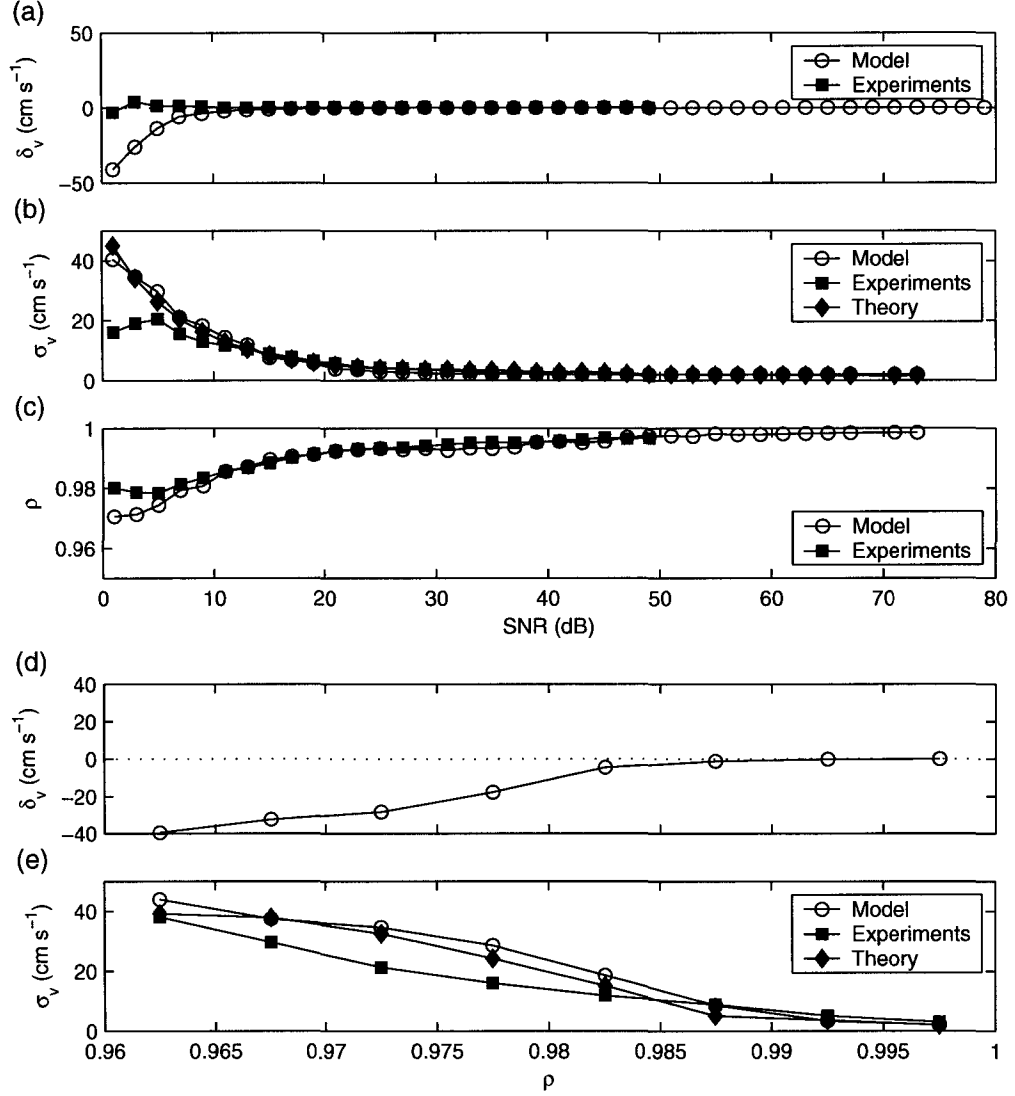 (a)
50
0
−50
δv (cm s⁻¹)
Model
Experiments
(b)
40
20
0
σv (cm s⁻¹)
Model
Experiments
Theory
(c)
1
0.98
0.96
ρ
Model
Experiments
0 10 20 30 40 50 60 70 80
SNR (dB)
(d)
40
20
0
−20
−40
δv (cm s⁻¹)
(e)
40
20
0
σv (cm s⁻¹)
Model
Experiments
Theory
0.96 0.965 0.97 0.975 0.98 0.985 0.99 0.995 1
ρ